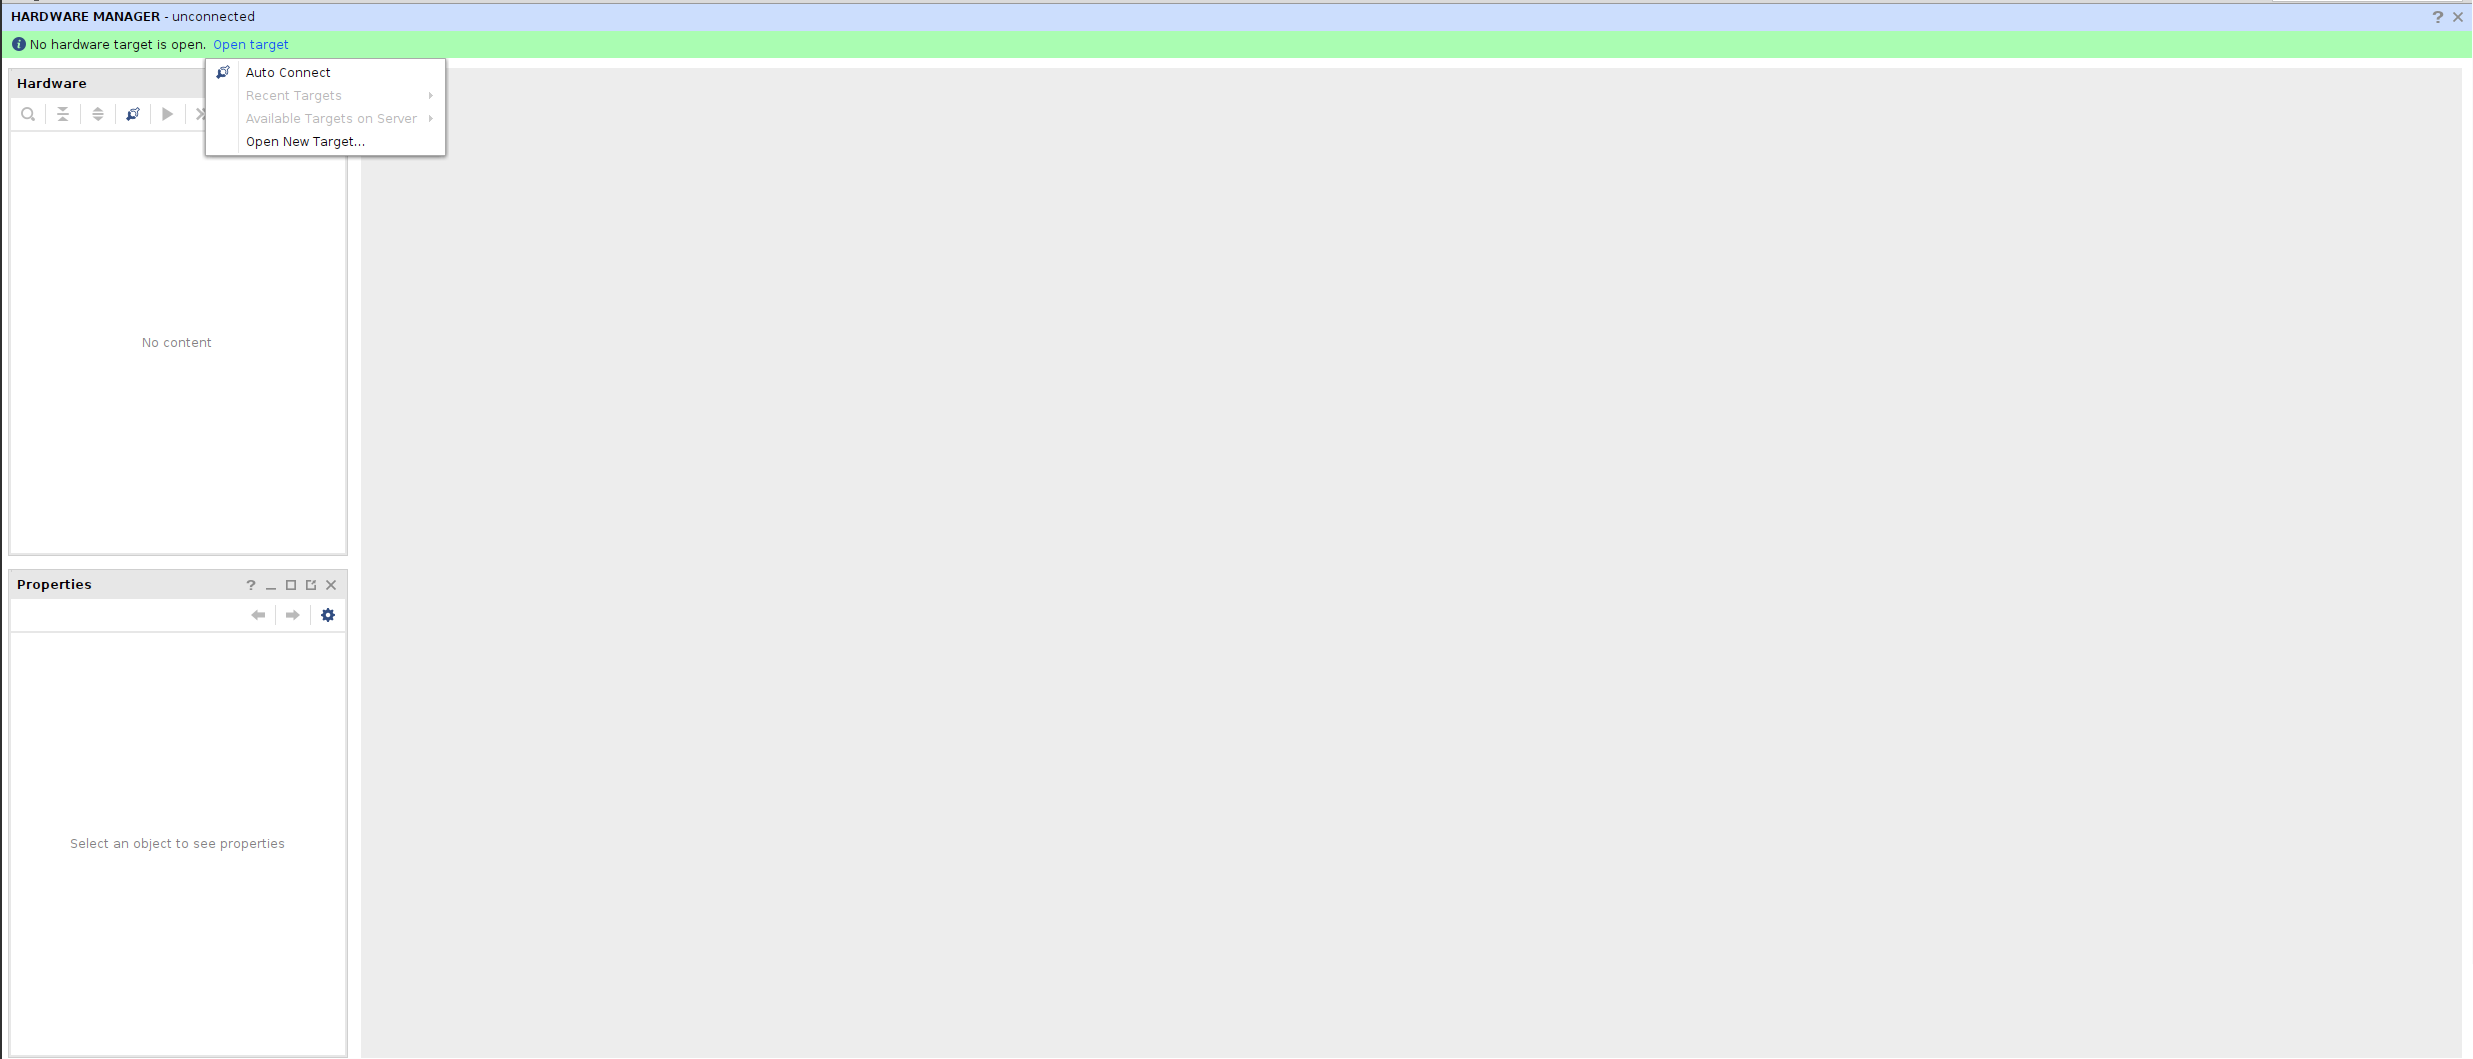 HARDWARE MANAGER - unconnected
No hardware target is open. Open target
Auto Connect
Recent Targets
Available Targets on Server
Open New Target...
Hardware
No content
Properties
Select an object to see properties